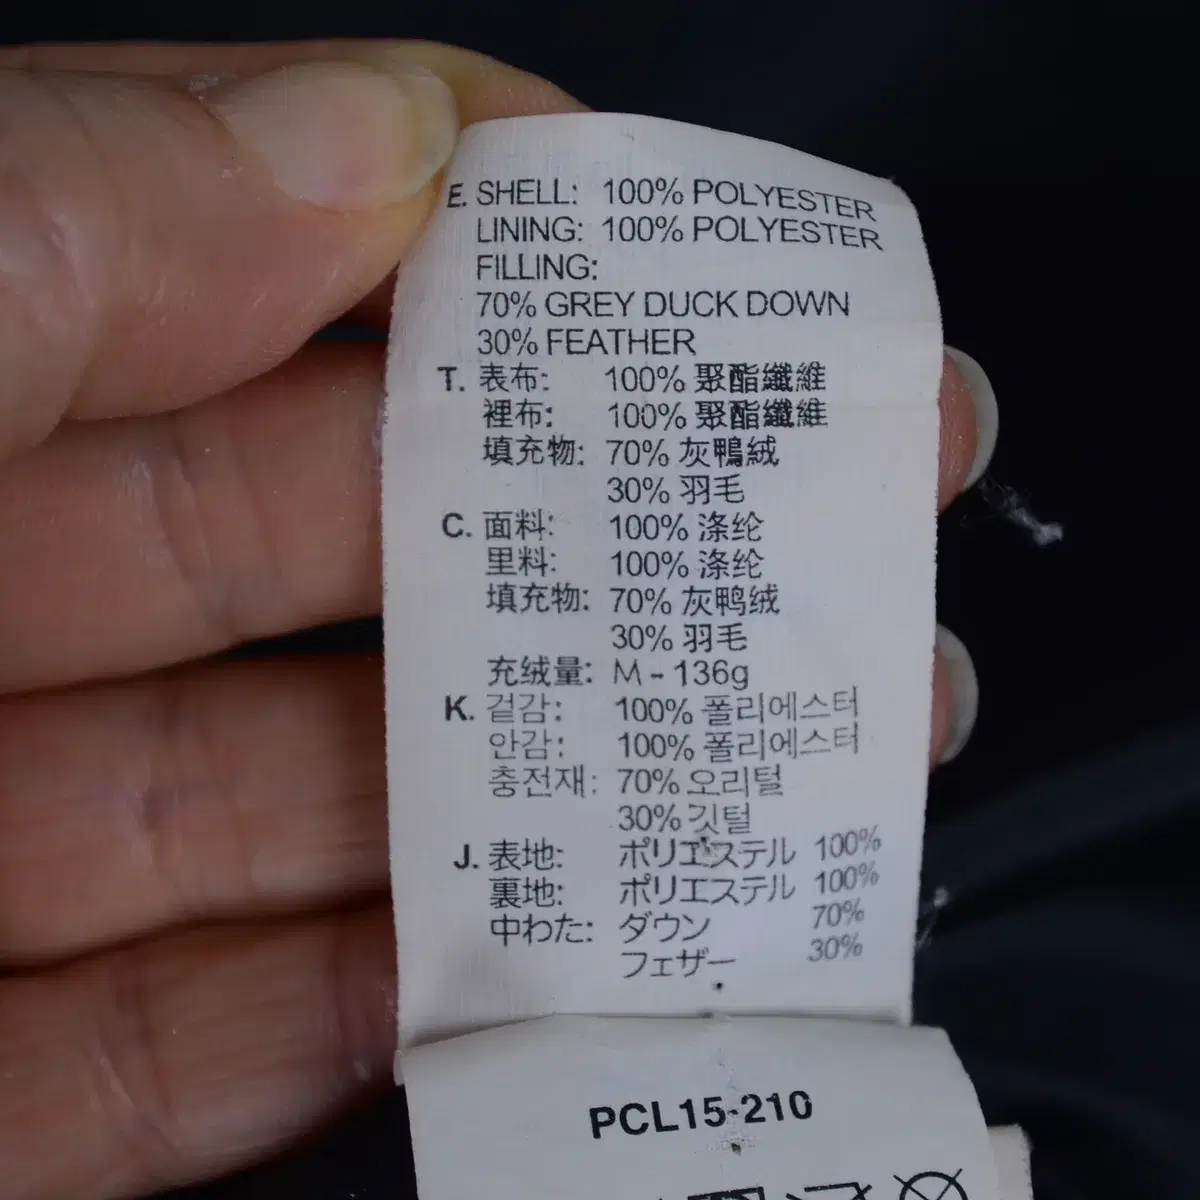 E. SHELL: 100% POLYESTER
LINING: 100% POLYESTER
FILLING:
70% GREY DUCK DOWN
30% FEATHER
T. 表布: 100% 聚酯纖維
裡布: 100% 聚酯纖維
填充物: 70% 灰鴨絨
30% 羽毛
C. 面料: 100% 涤纶
里料: 100% 涤纶
填充物: 70% 灰鸭绒
30% 羽毛
充绒量: M - 136g
K. 겉감: 100% 폴리에스터
안감: 100% 폴리에스터
충전재: 70% 오리털
30% 깃털
J. 表地: ポリエステル 100%
裏地: ポリエステル 100%
中わた: ダウン 70%
フェザー 30%
PCL15-210